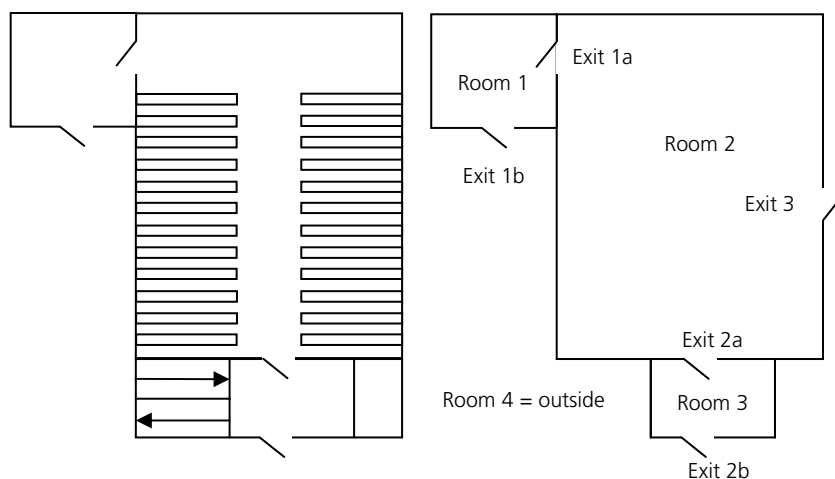 Exit 1a
Room 1
Room 2
Exit 1b
Exit 3
Exit 2a
Room 4 = outside
Room 3
Exit 2b